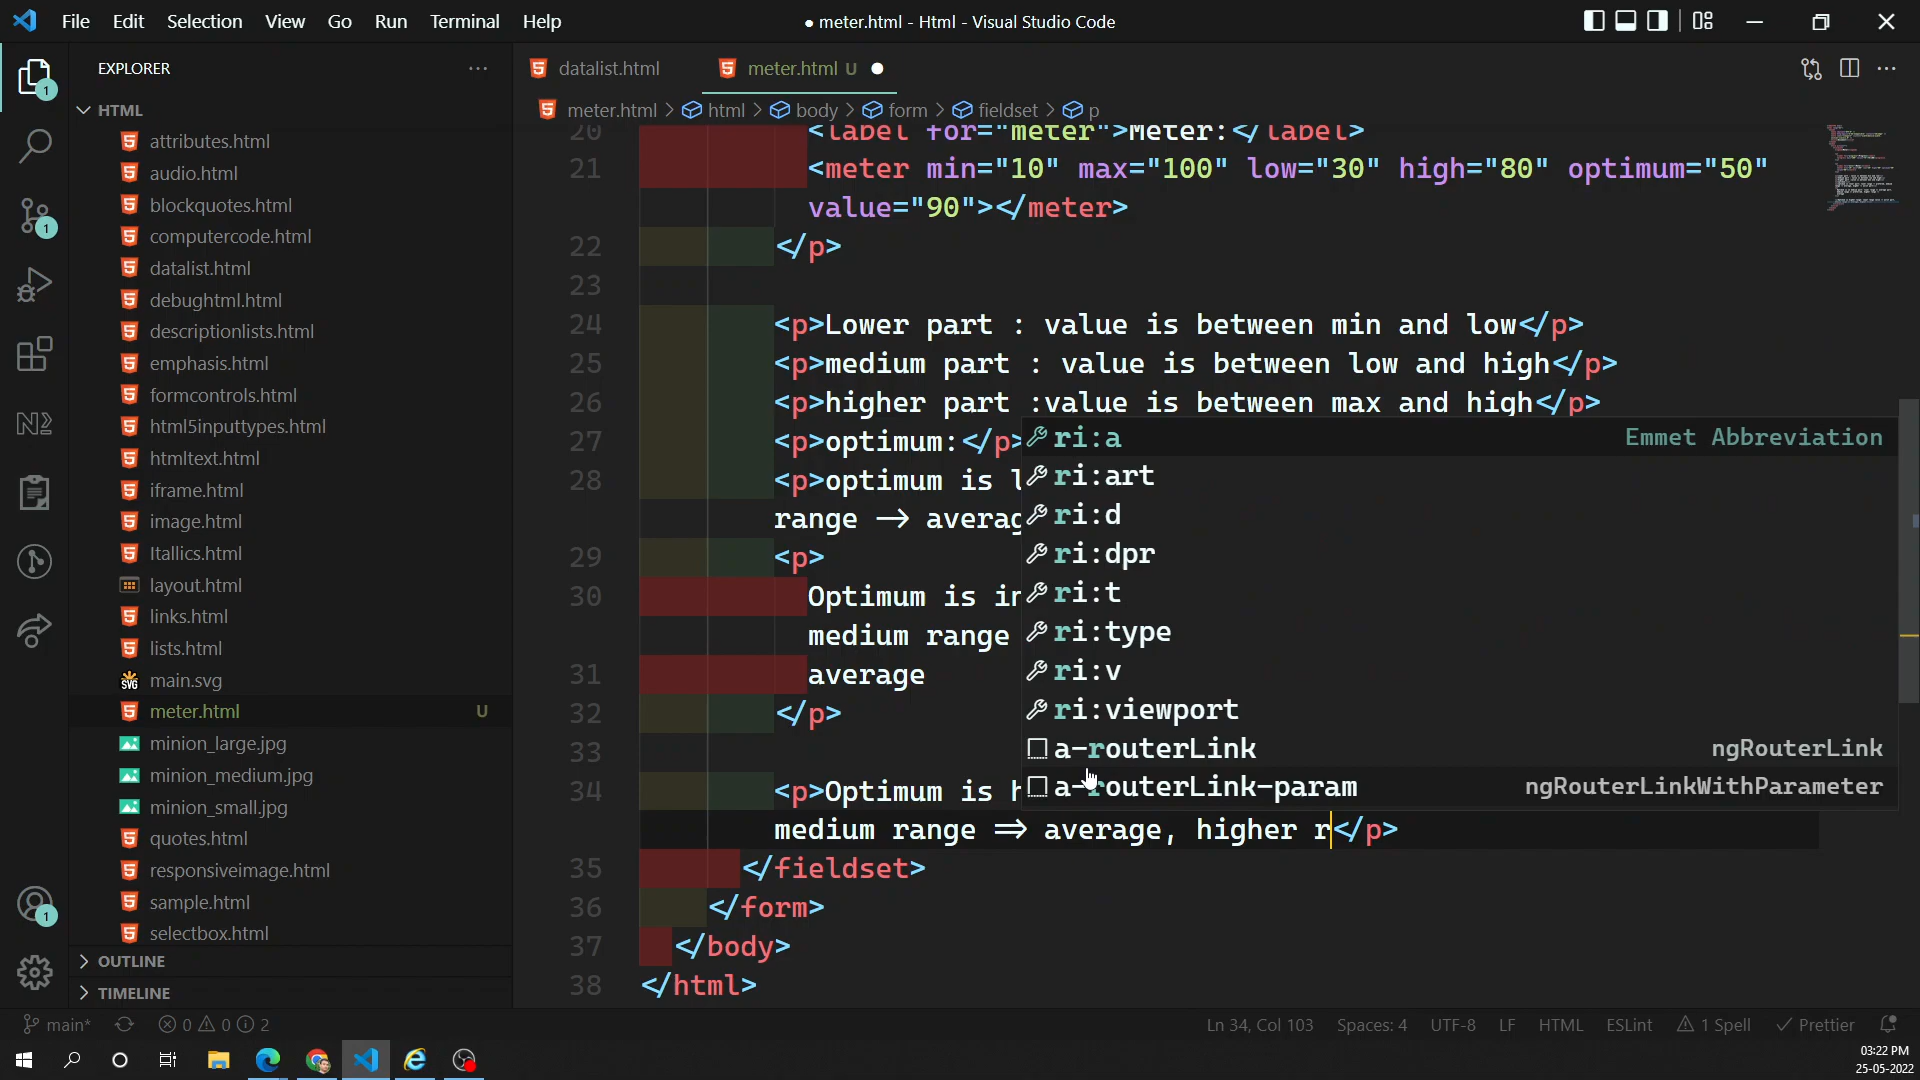 File Edit Selection View Go Run Terminal Help
● meter.html - Html - Visual Studio Code
EXPLORER
HTML
attributes.html
audio.html
blockquotes.html
computercode.html
datalist.html
debughtml.html
descriptionlists.html
emphasis.html
formcontrols.html
html5inputtypes.html
htmltext.html
iframe.html
image.html
Itallics.html
layout.html
links.html
lists.html
main.svg
meter.html U
minion_large.jpg
minion_medium.jpg
minion_small.jpg
quotes.html
responsiveimage.html
sample.html
selectbox.html
OUTLINE
TIMELINE
1
1
1
datalist.html meter.html U
meter.html > html > body > form > fieldset > p
20 <label for="meter">Meter:</label>
21 <meter min="10" max="100" low="30" high="80" optimum="50"
value="90"></meter>
22 </p>
23
24 <p>Lower part : value is between min and low</p>
25 <p>medium part : value is between low and high</p>
26 <p>higher part :value is between max and high</p>
27 <p>optimum:</p>
28 <p>optimum is l
range -> averag
29 <p>
30 Optimum is in
medium range
31 average
32 </p>
33
34 <p>Optimum is h
medium range => average, higher r</p>
35 </fieldset>
36 </form>
37 </body>
38 </html>
ri:a Emmet Abbreviation
ri:art
ri:d
ri:dpr
ri:t
ri:type
ri:v
ri:viewport
a-routerLink ngRouterLink
a-routerLink-param ngRouterLinkWithParameter
main* 0 0 2
Ln 34, Col 103 Spaces: 4 UTF-8 LF HTML ESLint 1 Spell Prettier
03:22 PM
25-05-2022